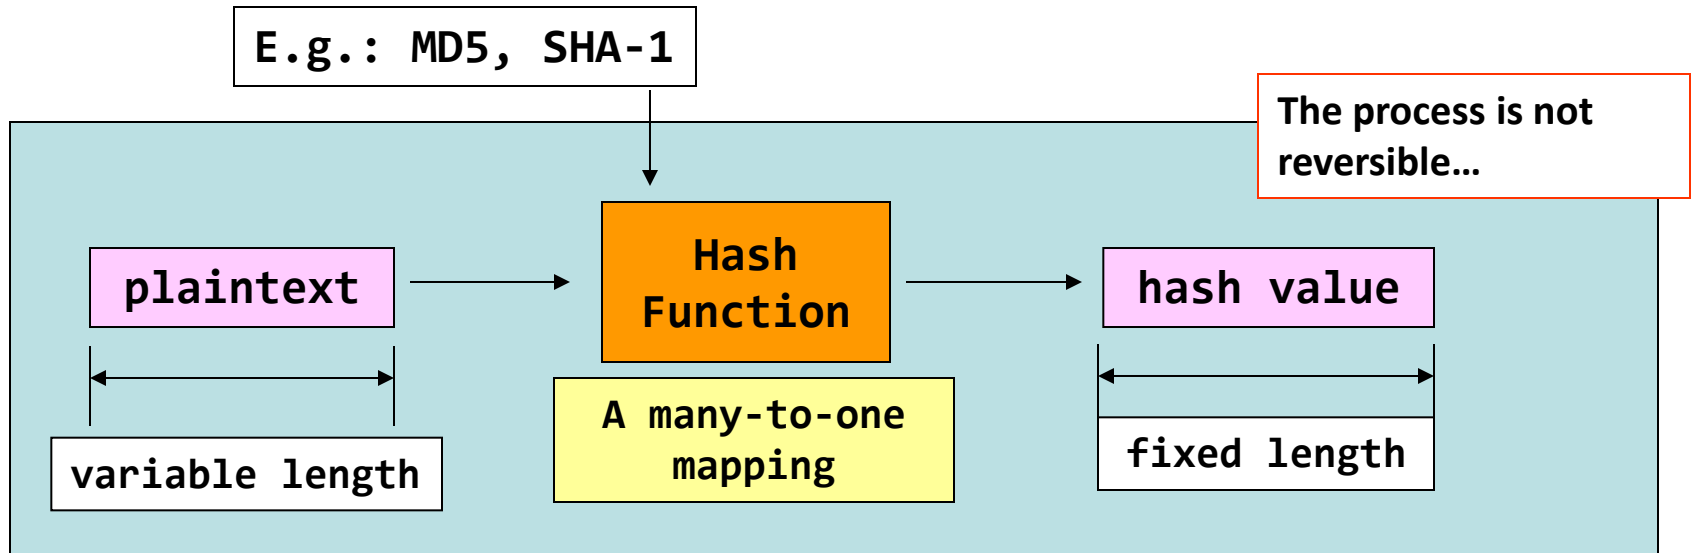 E.g.: MD5, SHA-1
The process is not
reversible…
plaintext
Hash
Function
hash value
variable length
A many-to-one
mapping
fixed length